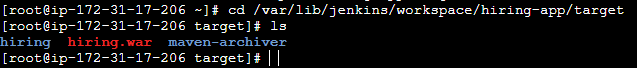 [root@ip-172-31-17-206 ~]# cd /var/lib/jenkins/workspace/hiring-app/target
[root@ip-172-31-17-206 target]# ls
hiring  hiring.war  maven-archiver
[root@ip-172-31-17-206 target]#